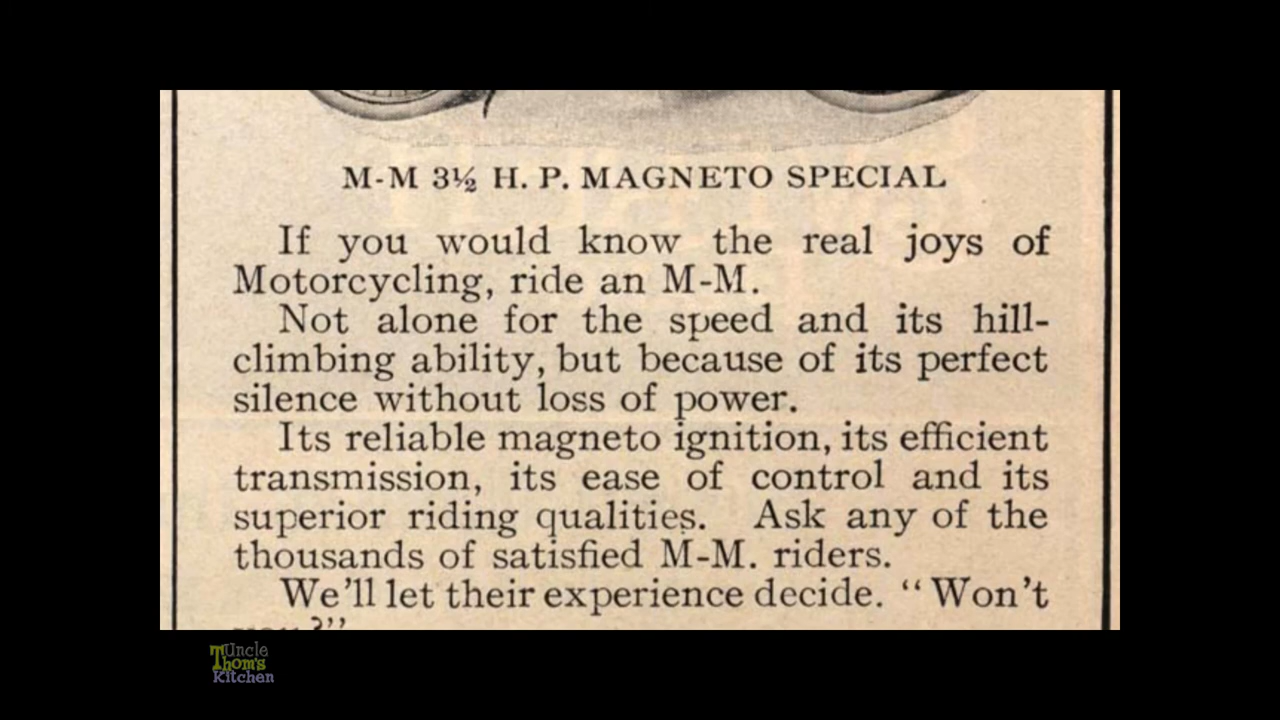 M-M 3½ H. P. MAGNETO SPECIAL
If you would know the real joys of
Motorcycling, ride an M-M.
Not alone for the speed and its hill-
climbing ability, but because of its perfect
silence without loss of power.
Its reliable magneto ignition, its efficient
transmission, its ease of control and its
superior riding qualities. Ask any of the
thousands of satisfied M-M. riders.
We'll let their experience decide. “Won't
you?”
Uncle
Thom's
Kitchen